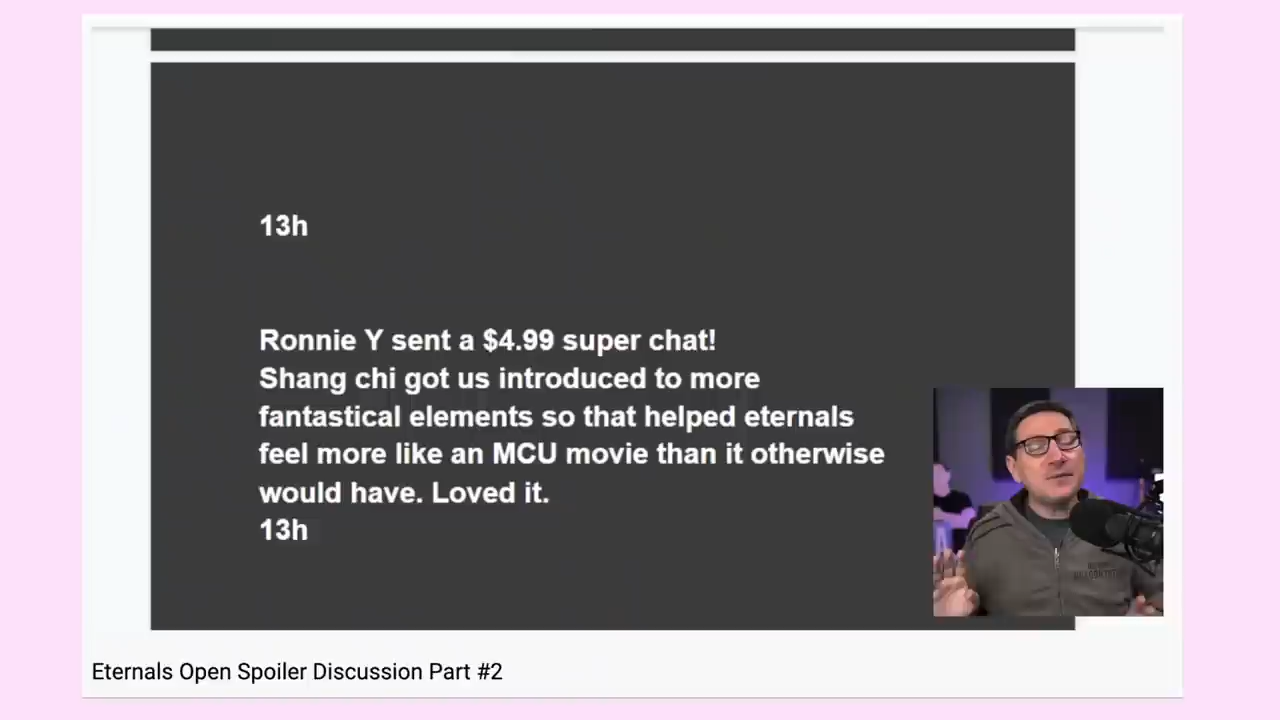 13h
Ronnie Y sent a $4.99 super chat!
Shang chi got us introduced to more
fantastical elements so that helped eternals
feel more like an MCU movie than it otherwise
would have. Loved it.
13h
Eternals Open Spoiler Discussion Part #2